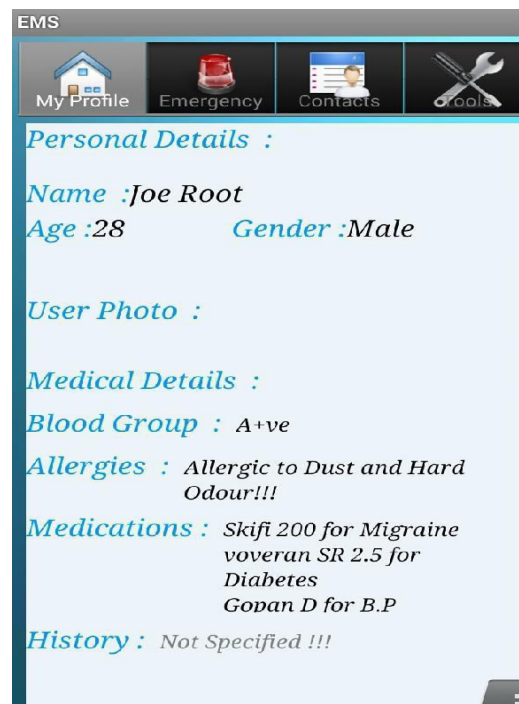 EMS
My Profile Emergency Contacts Tools
Personal Details :
Name :Joe Root
Age :28 Gender :Male
User Photo :
Medical Details :
Blood Group : A+ve
Allergies : Allergic to Dust and Hard
Odour!!!
Medications : Skifi 200 for Migraine
voveran SR 2.5 for
Diabetes
Gopan D for B.P
History : Not Specified !!!